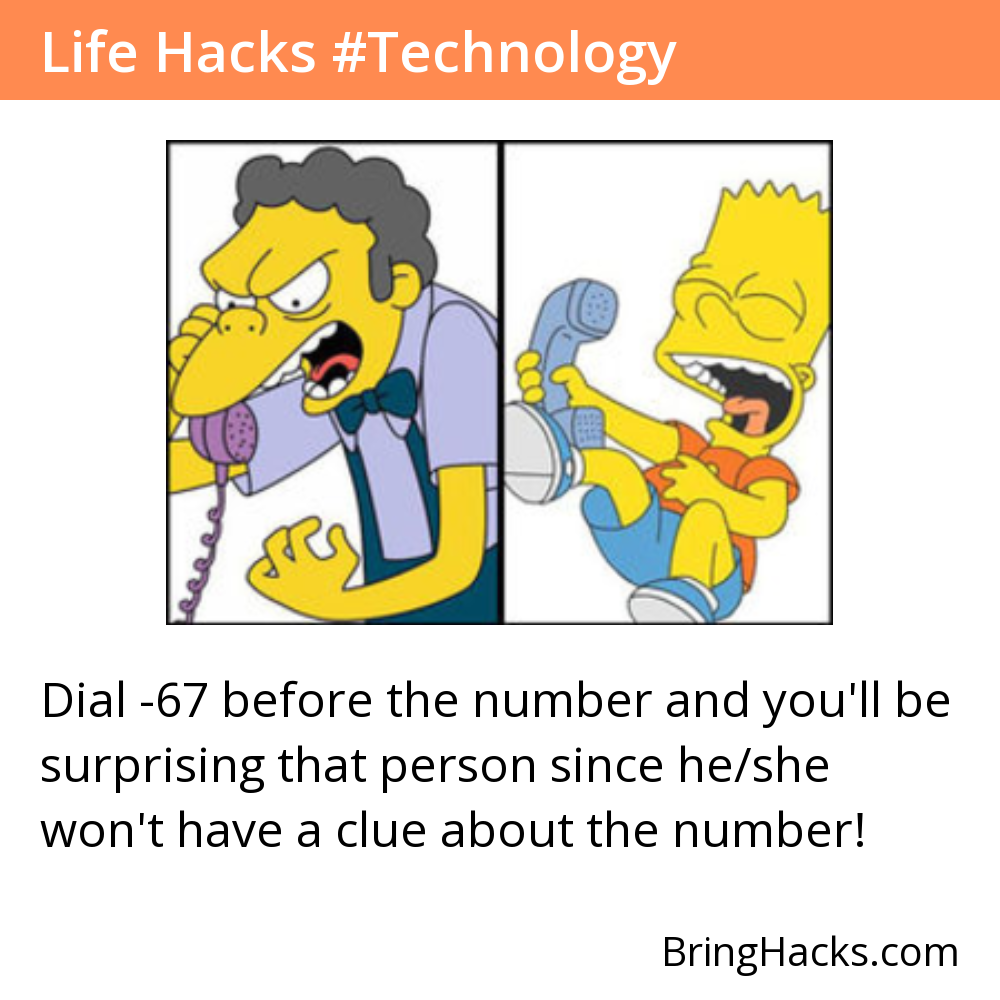 Life Hacks #Technology
Dial -67 before the number and you'll be
surprising that person since he/she
won't have a clue about the number!
BringHacks.com